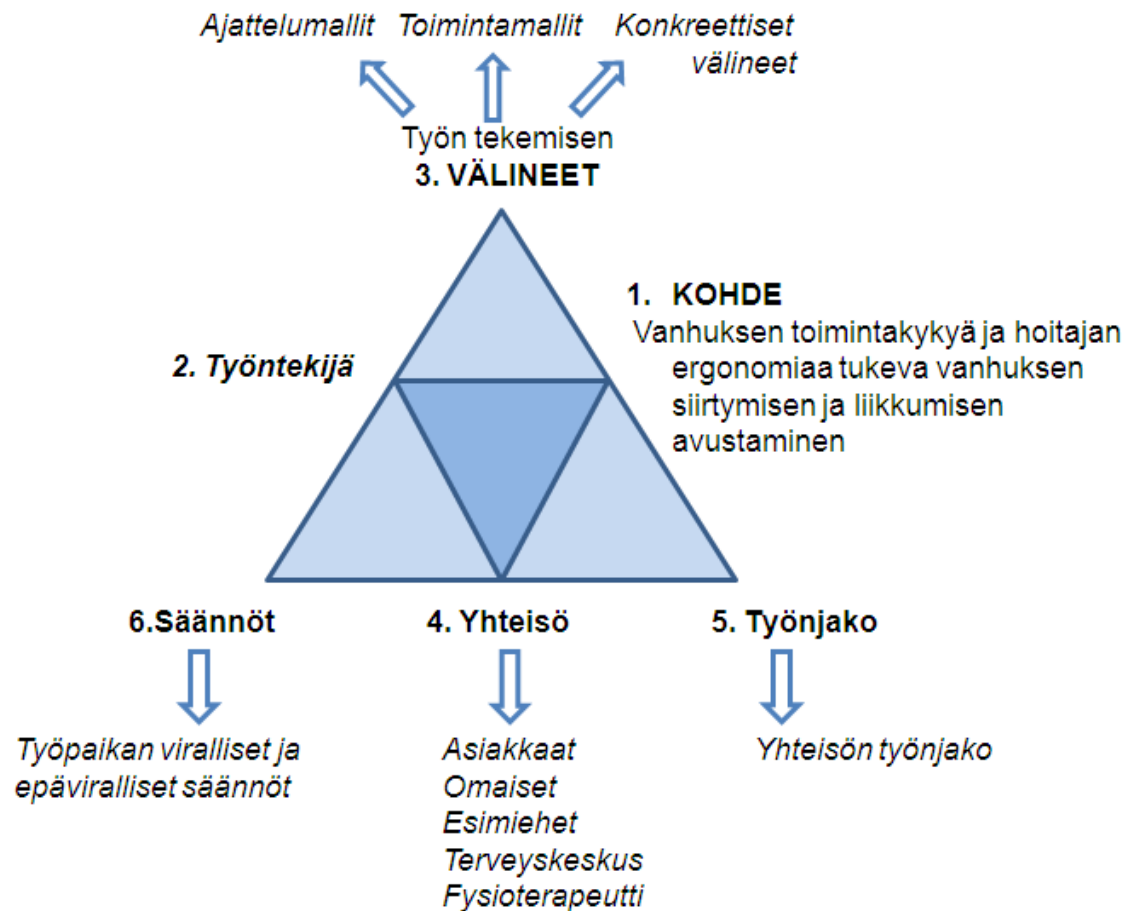 Ajattelumallit Toimintamallit Konkreettiset
välineet
Työn tekemisen
3. VÄLINEET
1. KOHDE
Vanhuksen toimintakykyä ja hoitajan
ergonomiaa tukeva vanhuksen
siirtymisen ja liikkumisen
avustaminen
2. Työntekijä
6.Säännöt
4. Yhteisö
5. Työnjako
Työpaikan viralliset ja
epäviralliset säännöt
Asiakkaat
Omaiset
Esimiehet
Terveyskeskus
Fysioterapeutti
Yhteisön työnjako